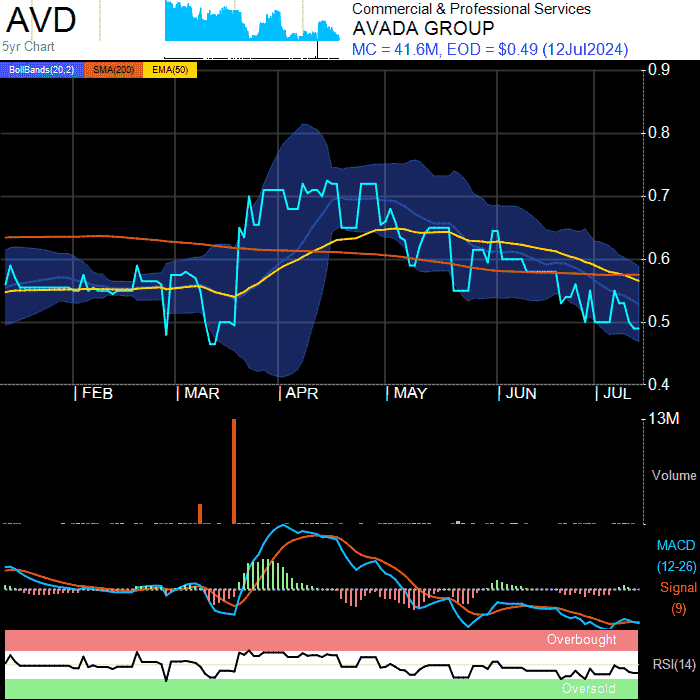 AVD
5yr Chart
Commercial & Professional Services
AVADA GROUP
MC = 41.6M, EOD = $0.49 (12Jul2024)
BollBands(20,2) SMA(200) EMA(50)
0.9
0.8
0.7
0.6
0.5
0.4
FEB MAR APR MAY JUN JUL
13M
Volume
MACD
(12-26)
Signal
(9)
Overbought
RSI(14)
Oversold